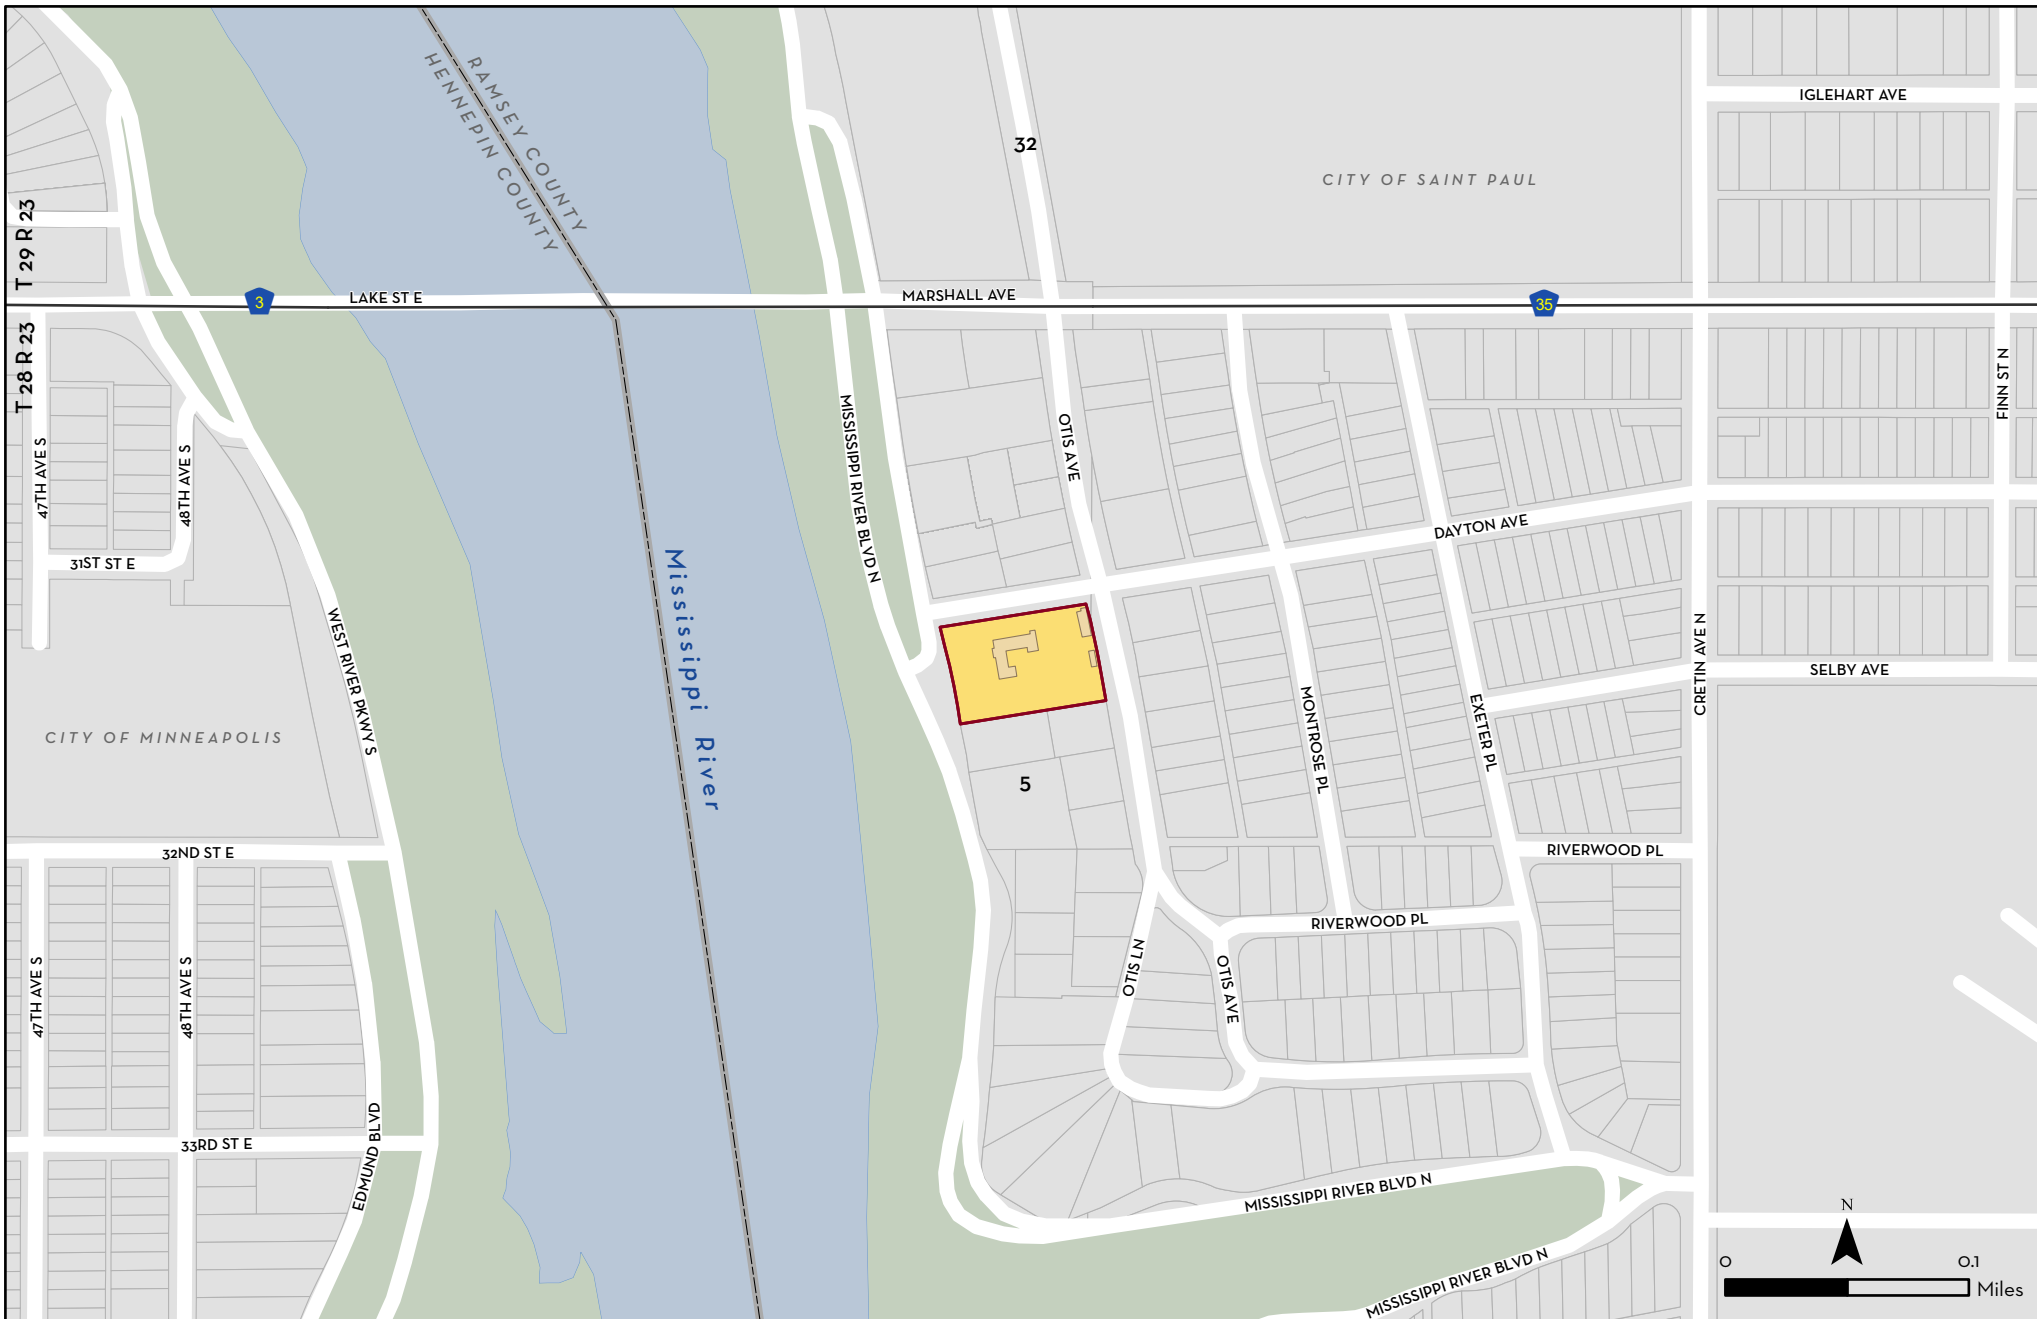 RAMSEY COUNTY
HENNEPIN COUNTY
IGLEHART AVE
32
CITY OF SAINT PAUL
T 29 R 23
3
LAKE ST E
MARSHALL AVE
35
T 28 R 23
FINN ST N
MISSISSIPPI RIVER BLVD N
OTIS AVE
47TH AVE S
48TH AVE S
DAYTON AVE
31ST ST E
Mississippi River
WEST RIVER PKWY S
CRETIN AVE N
SELBY AVE
MONTROSE PL
EXETER PL
CITY OF MINNEAPOLIS
5
32ND ST E
RIVERWOOD PL
RIVERWOOD PL
OTIS LN
OTIS AVE
47TH AVE S
48TH AVE S
33RD ST E
EDMUND BLVD
MISSISSIPPI RIVER BLVD N
MISSISSIPPI RIVER BLVD N
N
0 0.1
Miles